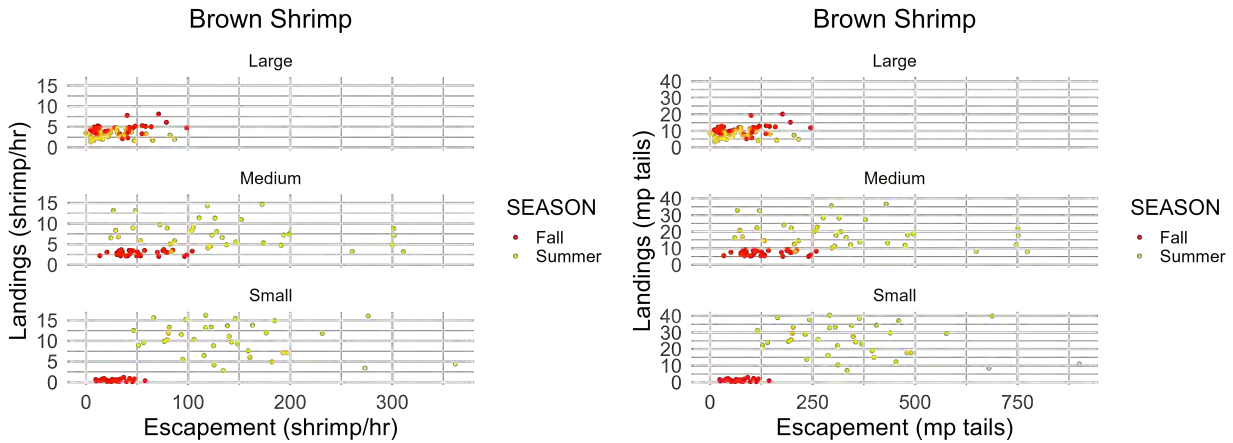 Brown Shrimp
Large
15
10
5
0
Medium
15
10
5
0
Small
15
10
5
0
0 100 200 300
Escapement (shrimp/hr)
Landings (shrimp/hr)
SEASON
Fall
Summer
Brown Shrimp
Large
40
30
20
10
0
Medium
40
30
20
10
0
Small
40
30
20
10
0
0 250 500 750
Escapement (mp tails)
Landings (mp tails)
SEASON
Fall
Summer